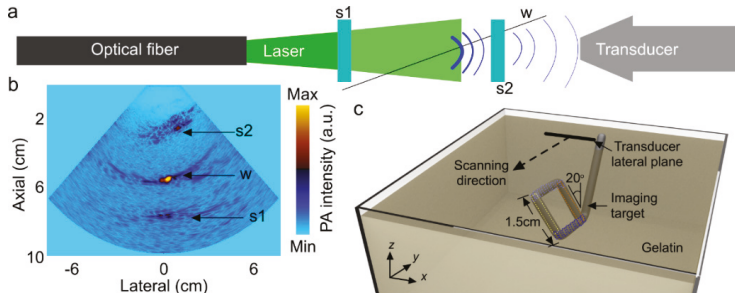 a
s1
w
Optical fiber
Laser
Transducer
s2
b
Max
2
s2
Axial (cm)
w
6
s1
10
Min
PA intensity (a.u.)
-6
0
6
Lateral (cm)
c
Transducer
lateral plane
Scanning
direction
20°
Imaging
target
1.5cm
Gelatin
z
y
x